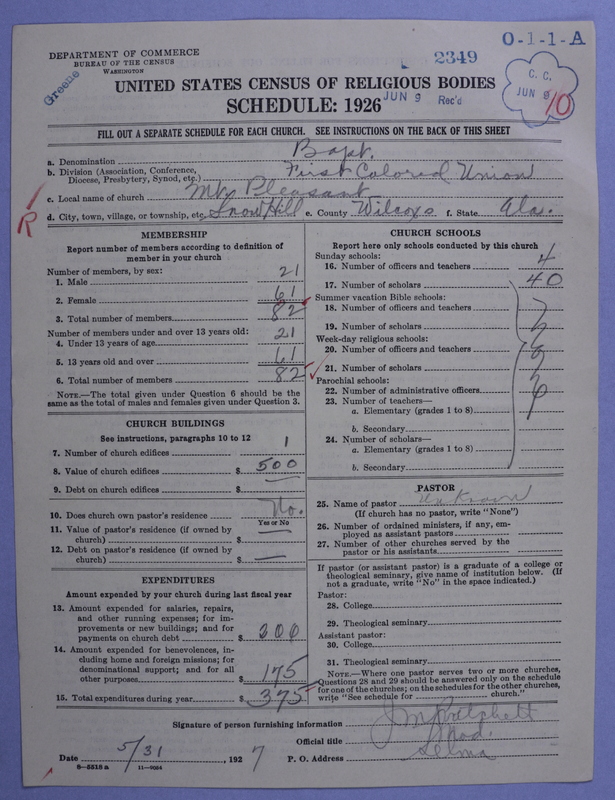 DEPARTMENT OF COMMERCE
BUREAU OF THE CENSUS
WASHINGTON
Greene
2349
O-1-1-A
C. C.
JUN 9
10
UNITED STATES CENSUS OF RELIGIOUS BODIES
SCHEDULE: 1926
JUN 9 Rec'd
FILL OUT A SEPARATE SCHEDULE FOR EACH CHURCH. SEE INSTRUCTIONS ON THE BACK OF THIS SHEET
a. Denomination Bapt.
b. Division (Association, Conference, Diocese, Presbytery, Synod, etc.) First Colored Union
c. Local name of church Mt. Pleasant
R
d. City, town, village, or township, etc. Snow Hill e. County Wilcox f. State Ala.
MEMBERSHIP
Report number of members according to definition of
member in your church
Number of members, by sex:
1. Male 21
2. Female 61
3. Total number of members 82
Number of members under and over 13 years old:
4. Under 13 years of age 21
5. 13 years old and over 61
6. Total number of members 82
NOTE.—The total given under Question 6 should be the
same as the total of males and females given under Question 3.
CHURCH BUILDINGS
See instructions, paragraphs 10 to 12
7. Number of church edifices 1
8. Value of church edifices $ 500
9. Debt on church edifices $
10. Does church own pastor's residence No.
Yes or No
11. Value of pastor's residence (if owned by
church) $ —
12. Debt on pastor's residence (if owned by
church) $ —
EXPENDITURES
Amount expended by your church during last fiscal year
13. Amount expended for salaries, repairs,
and other running expenses; for im-
provements or new buildings; and for
payments on church debt $ 200
14. Amount expended for benevolences, in-
cluding home and foreign missions; for
denominational support; and for all
other purposes $ 175
15. Total expenditures during year $ 375
CHURCH SCHOOLS
Report here only schools conducted by this church
Sunday schools:
16. Number of officers and teachers 4
17. Number of scholars 40
Summer vacation Bible schools:
18. Number of officers and teachers
19. Number of scholars
Week-day religious schools:
20. Number of officers and teachers
21. Number of scholars
Parochial schools:
22. Number of administrative officers
23. Number of teachers—
a. Elementary (grades 1 to 8)
b. Secondary
24. Number of scholars—
a. Elementary (grades 1 to 8)
b. Secondary
PASTOR
25. Name of pastor Unknown
(If church has no pastor, write "None")
26. Number of ordained ministers, if any, em-
ployed as assistant pastors
27. Number of other churches served by the
pastor or his assistants
If pastor (or assistant pastor) is a graduate of a college or
theological seminary, give name of institution below. (If
not a graduate, write "No" in the space indicated.)
Pastor:
28. College
29. Theological seminary
Assistant pastor:
30. College
31. Theological seminary
NOTE.—Where one pastor serves two or more churches,
Questions 28 and 29 should be answered only on the schedule
for one of the churches; on the schedules for the other churches,
write "See schedule for church."
Signature of person furnishing information J. M. Pritchett
Official title Mod.
Date 5/31, 1927 P. O. Address Selma
8—5518 a 11—9034